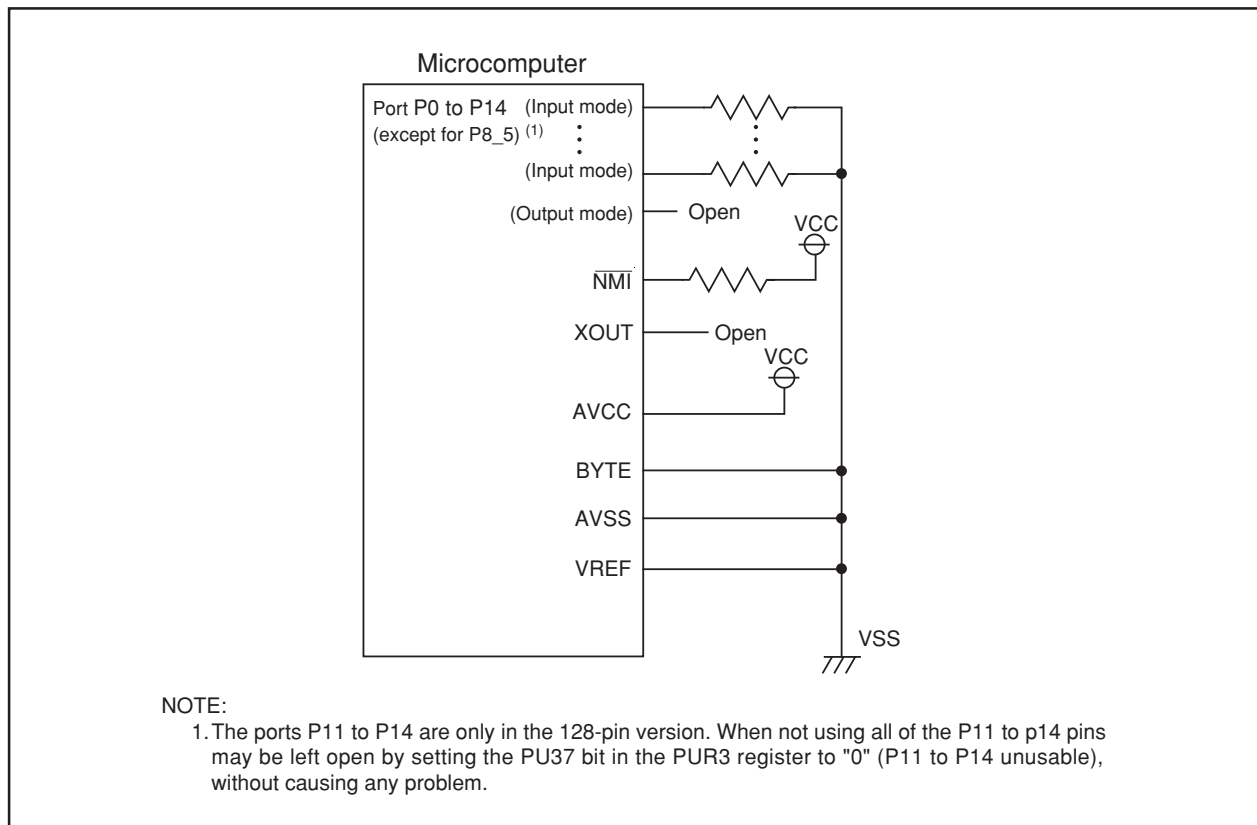 Microcomputer
Port P0 to P14 (Input mode)
(except for P8_5) (1)
(Input mode)
(Output mode) Open
VCC
NMI
XOUT Open
VCC
AVCC
BYTE
AVSS
VREF
VSS
NOTE:
1. The ports P11 to P14 are only in the 128-pin version. When not using all of the P11 to p14 pins
may be left open by setting the PU37 bit in the PUR3 register to "0" (P11 to P14 unusable),
without causing any problem.